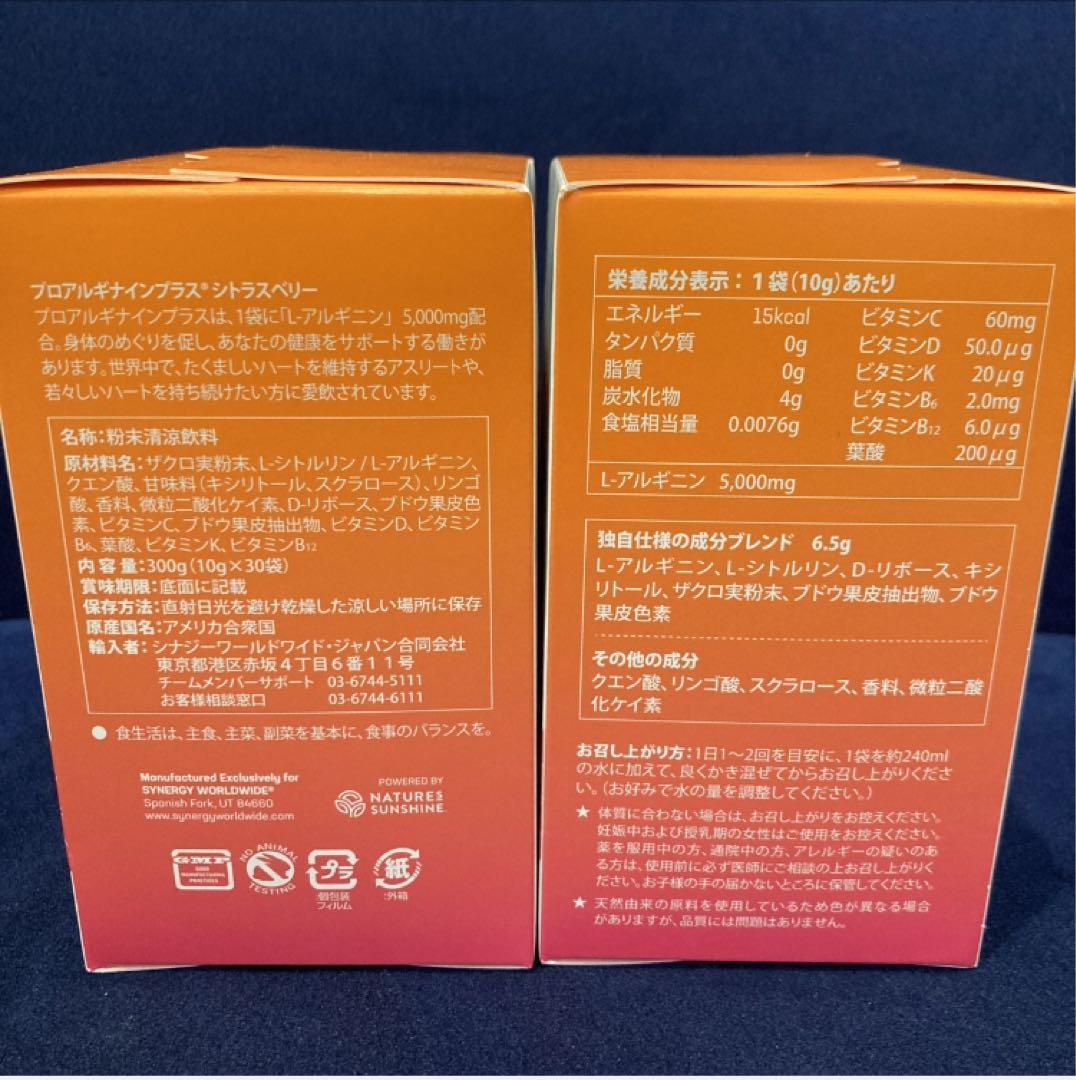 プロアルギナインプラス®シトラスベリー
プロアルギナインプラスは、1袋に「L-アルギニン」 5,000mg配
合。身体のめぐりを促し、あなたの健康をサポートする働きが
あります。世界中で、たくましいハートを維持するアスリートや、
若々しいハートを持ち続けたい方に愛飲されています。
名称：粉末清涼飲料
原材料名：ザクロ実粉末、L-シトルリン / L-アルギニン、
クエン酸、甘味料（キシリトール、スクラロース）、リンゴ
酸、香料、微粒二酸化ケイ素、D-リボース、ブドウ果皮色
素、ビタミンC、ブドウ果皮抽出物、ビタミンD、ビタミン
B6、葉酸、ビタミンK、ビタミンB12
内 容 量：300g（10g×30袋）
賞味期限：底面に記載
保存方法：直射日光を避け乾燥した涼しい場所に保存
原産国名：アメリカ合衆国
輸入者：シナジーワールドワイド・ジャパン合同会社
東京都港区赤坂４丁目６番１１号
チームメンバーサポート 03-6744-5111
お客様相談窓口 03-6744-6111
● 食生活は、主食、主菜、副菜を基本に、食事のバランスを。
Manufactured Exclusively for
SYNERGY WORLDWIDE®
Spanish Fork, UT 84660
www.synergyworldwide.com
POWERED BY
NATURE'S
SUNSHINE
GMP
GOOD
MANUFACTURING
PRACTICES
NO ANIMAL
TESTING
プラ
:個包装
フィルム
紙
:外箱
栄養成分表示：１袋（10g）あたり
エネルギー 15kcal ビタミンC 60mg
タンパク質 0g ビタミンD 50.0μg
脂質 0g ビタミンK 20μg
炭水化物 4g ビタミンB6 2.0mg
食塩相当量 0.0076g ビタミンB12 6.0μg
葉酸 200μg
L-アルギニン 5,000mg
独自仕様の成分ブレンド 6.5g
L-アルギニン、L-シトルリン、D-リボース、キシ
リトール、ザクロ実粉末、ブドウ果皮抽出物、ブドウ
果皮色素
その他の成分
クエン酸、リンゴ酸、スクラロース、香料、微粒二酸
化ケイ素
お召し上がり方：1日1～2回を目安に、1袋を約240ml
の水に加えて、良くかき混ぜてからお召し上がりくださ
い。（お好みで水の量を調整してください。）
★ 体質に合わない場合は、お召し上がりをお控えください。
妊娠中および授乳期の女性はご使用をお控えください。
薬を服用中の方、通院中の方、アレルギーの疑いのあ
る方は、使用前に必ず医師にご相談の上お召し上がりく
ださい。お子様の手の届かないところに保管してください。
★ 天然由来の原料を使用しているため色が異なる場合
がありますが、品質には問題はありません。